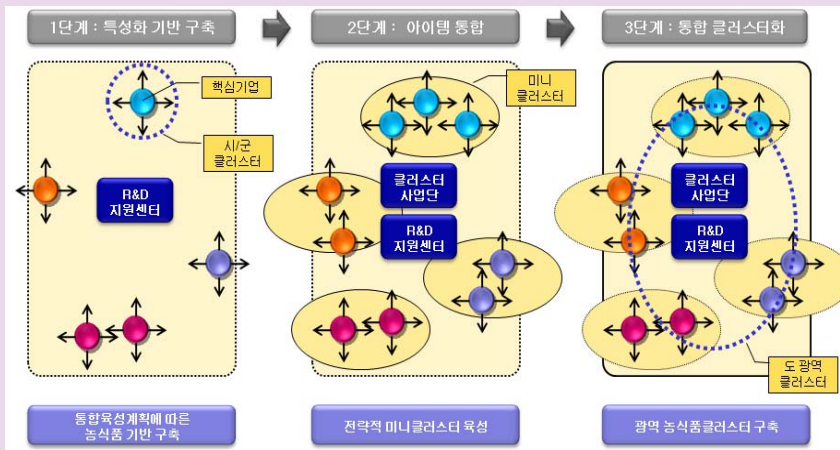 1단계 : 특성화 기반 구축
2단계 : 아이템 통합
3단계 : 통합 클러스터화
핵심기업
시/군
클러스터
R&D
지원센터
미니
클러스터
클러스터
사업단
R&D
지원센터
클러스터
사업단
R&D
지원센터
도 광역
클러스터
통합육성계획에 따른
농식품 기반 구축
전략적 미니클러스터 육성
광역 농식품클러스터 구축